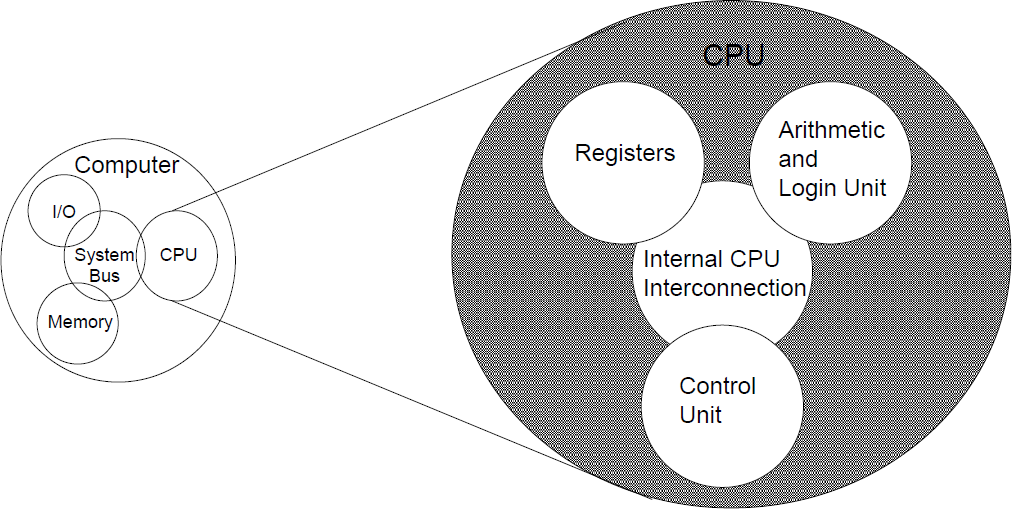 Computer
I/O
System
Bus
CPU
Memory
CPU
Registers
Arithmetic
and
Login Unit
Internal CPU
Interconnection
Control
Unit